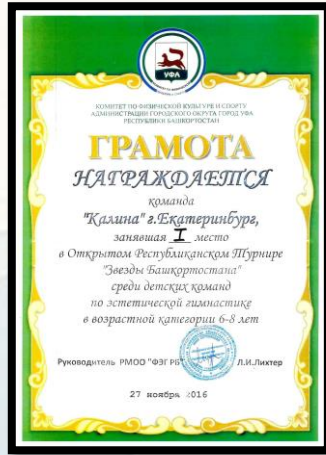 УФА
КОМИТЕТ ПО ФИЗИЧЕСКОЙ КУЛЬТУРЕ И СПОРТУ
АДМИНИСТРАЦИИ ГОРОДСКОГО ОКРУГА ГОРОД УФА
РЕСПУБЛИКИ БАШКОРТОСТАН
ГРАМОТА
НАГРАЖДАЕТСЯ
команда
"Калина" г.Екатеринбург,
занявшая I место
в Открытом Республиканском Турнире
"Звезды Башкортостана"
среди детских команд
по эстетической гимнастике
в возрастной категории 6-8 лет
Руководитель РМОО "ФЭГ РБ" Л.И.Лихтер
27 ноября 2016